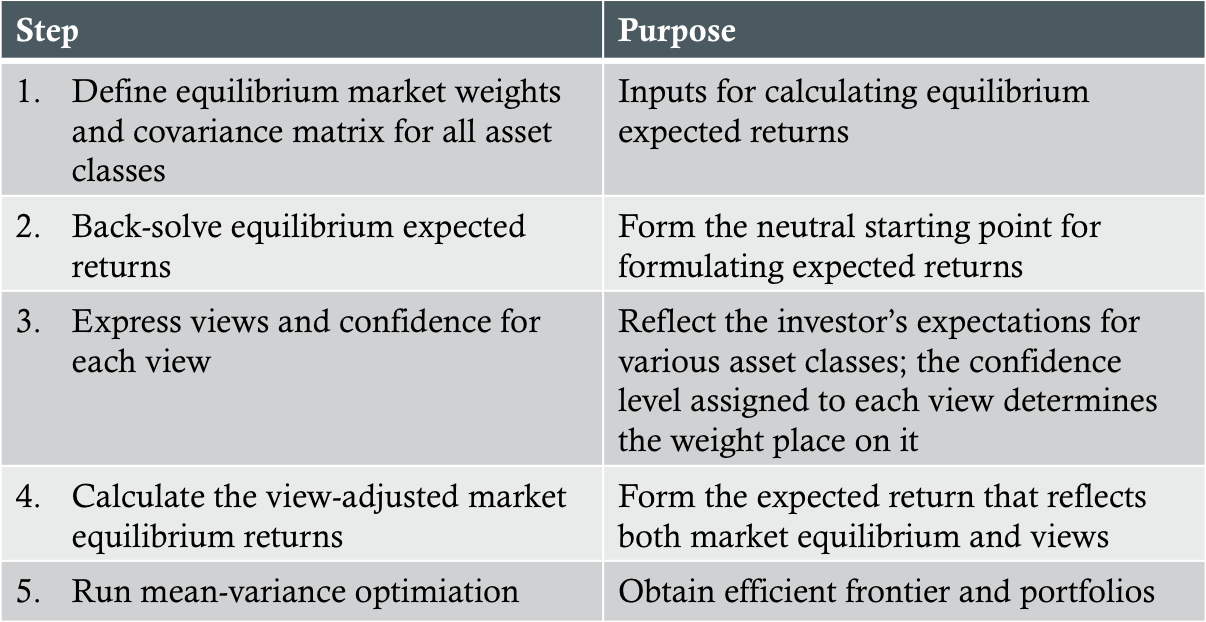 Step
Purpose
1. Define equilibrium market weights
and covariance matrix for all asset
classes
Inputs for calculating equilibrium
expected returns
2. Back-solve equilibrium expected
returns
Form the neutral starting point for
formulating expected returns
3. Express views and confidence for
each view
Reflect the investor’s expectations for
various asset classes; the confidence
level assigned to each view determines
the weight place on it
4. Calculate the view-adjusted market
equilibrium returns
Form the expected return that reflects
both market equilibrium and views
5. Run mean-variance optimiation
Obtain efficient frontier and portfolios